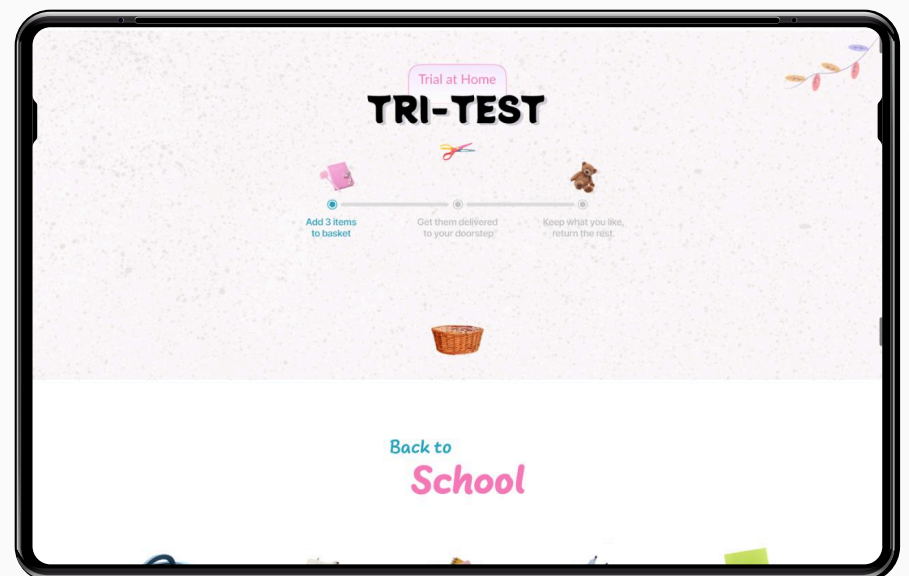 Trial at Home
TRI-TEST
Add 3 items
to basket
Get them delivered
to your doorstep
Keep what you like,
return the rest.
Back to
School